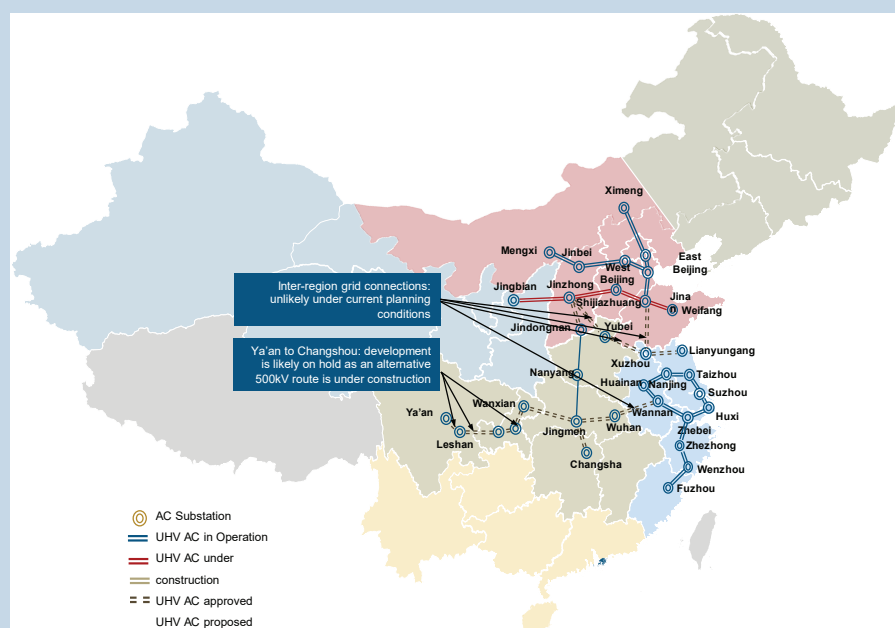 Ximeng
Mengxi
Jinbei
East
Beijing
West
Beijing
Inter-region grid connections:
unlikely under current planning
conditions
Jingbian
Jinzhong
Shijiazhuang
Jina
Weifang
Jindongnan
Yubei
Ya'an to Changshou: development
is likely on hold as an alternative
500kV route is under construction
Xuzhou
Lianyungang
Nanyang
Huainan
Nanjing
Taizhou
Suzhou
Wannan
Huxi
Wanxian
Ya'an
Leshan
Jingmen
Wuhan
Zhebei
Zhezhong
Changsha
Wenzhou
Fuzhou
AC Substation
UHV AC in Operation
UHV AC under
construction
UHV AC approved
UHV AC proposed